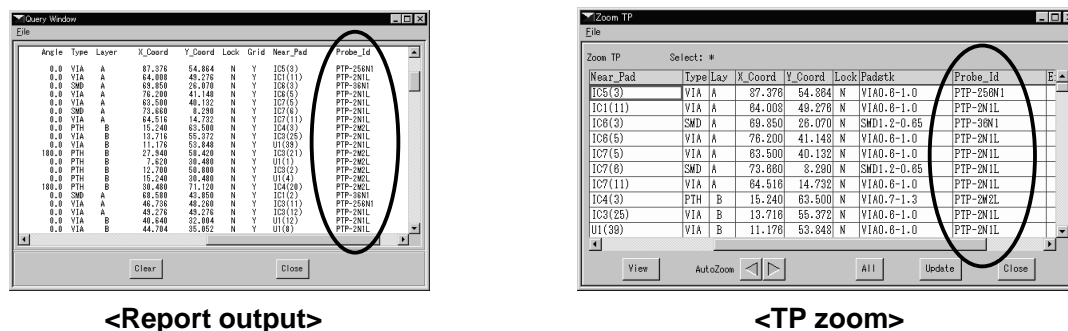 Query Window
File
Angle Type Layer X_Coord Y_Coord Lock Grid Near_Pad Probe_Id
0.0 VIA A 87.376 54.864 N Y IC5(3) PTP-256N1
0.0 VIA A 64.008 49.276 N Y IC1(11) PTP-2N1L
0.0 SMD A 69.850 26.070 N Y IC6(3) PTP-36N1
0.0 VIA A 76.200 41.148 N Y IC6(5) PTP-2N1L
0.0 VIA A 63.500 40.132 N Y IC7(5) PTP-2N1L
0.0 SMD A 73.660 8.290 N Y IC7(6) PTP-2N1L
0.0 VIA A 64.516 14.732 N Y IC7(11) PTP-2N1L
0.0 PTH B 15.240 63.500 N Y IC4(3) PTP-2M2L
0.0 VIA B 13.716 55.372 N Y IC3(25) PTP-2N1L
0.0 VIA B 11.176 53.848 N Y U1(39) PTP-2N1L
180.0 PTH B 27.940 58.420 N Y IC3(21) PTP-2M2L
0.0 PTH B 7.620 30.480 N Y U1(1) PTP-2M2L
0.0 PTH B 12.700 50.800 N Y IC3(2) PTP-2M2L
0.0 PTH B 15.240 30.480 N Y U1(4) PTP-2M2L
180.0 PTH B 30.480 71.120 N Y IC4(20) PTP-2M2L
0.0 SMD A 68.580 43.850 N Y IC1(2) PTP-36N1
0.0 VIA A 46.736 48.260 N Y IC3(11) PTP-256N1
0.0 VIA A 49.276 49.276 N Y IC3(12) PTP-2N1L
0.0 VIA B 40.640 32.004 N Y U1(12) PTP-2N1L
0.0 VIA B 44.704 35.052 N Y U1(8) PTP-2N1L
Clear Close
<Report output>
Zoom TP
File
Zoom TP Select: *
Near_Pad Type Lay X_Coord Y_Coord Lock Padstk Probe_Id
IC5(3) VIA A 87.376 54.864 N VIA0.6-1.0 PTP-256N1
IC1(11) VIA A 64.008 49.276 N VIA0.6-1.0 PTP-2N1L
IC6(3) SMD A 69.850 26.070 N SMD1.2-0.65 PTP-36N1
IC6(5) VIA A 76.200 41.148 N VIA0.6-1.0 PTP-2N1L
IC7(5) VIA A 63.500 40.132 N VIA0.6-1.0 PTP-2N1L
IC7(6) SMD A 73.660 8.290 N SMD1.2-0.65 PTP-2N1L
IC7(11) VIA A 64.516 14.732 N VIA0.6-1.0 PTP-2N1L
IC4(3) PTH B 15.240 63.500 N VIA0.7-1.3 PTP-2M2L
IC3(25) VIA B 13.716 55.372 N VIA0.6-1.0 PTP-2N1L
U1(39) VIA B 11.176 53.848 N VIA0.6-1.0 PTP-2N1L
View AutoZoom All Update Close
<TP zoom>